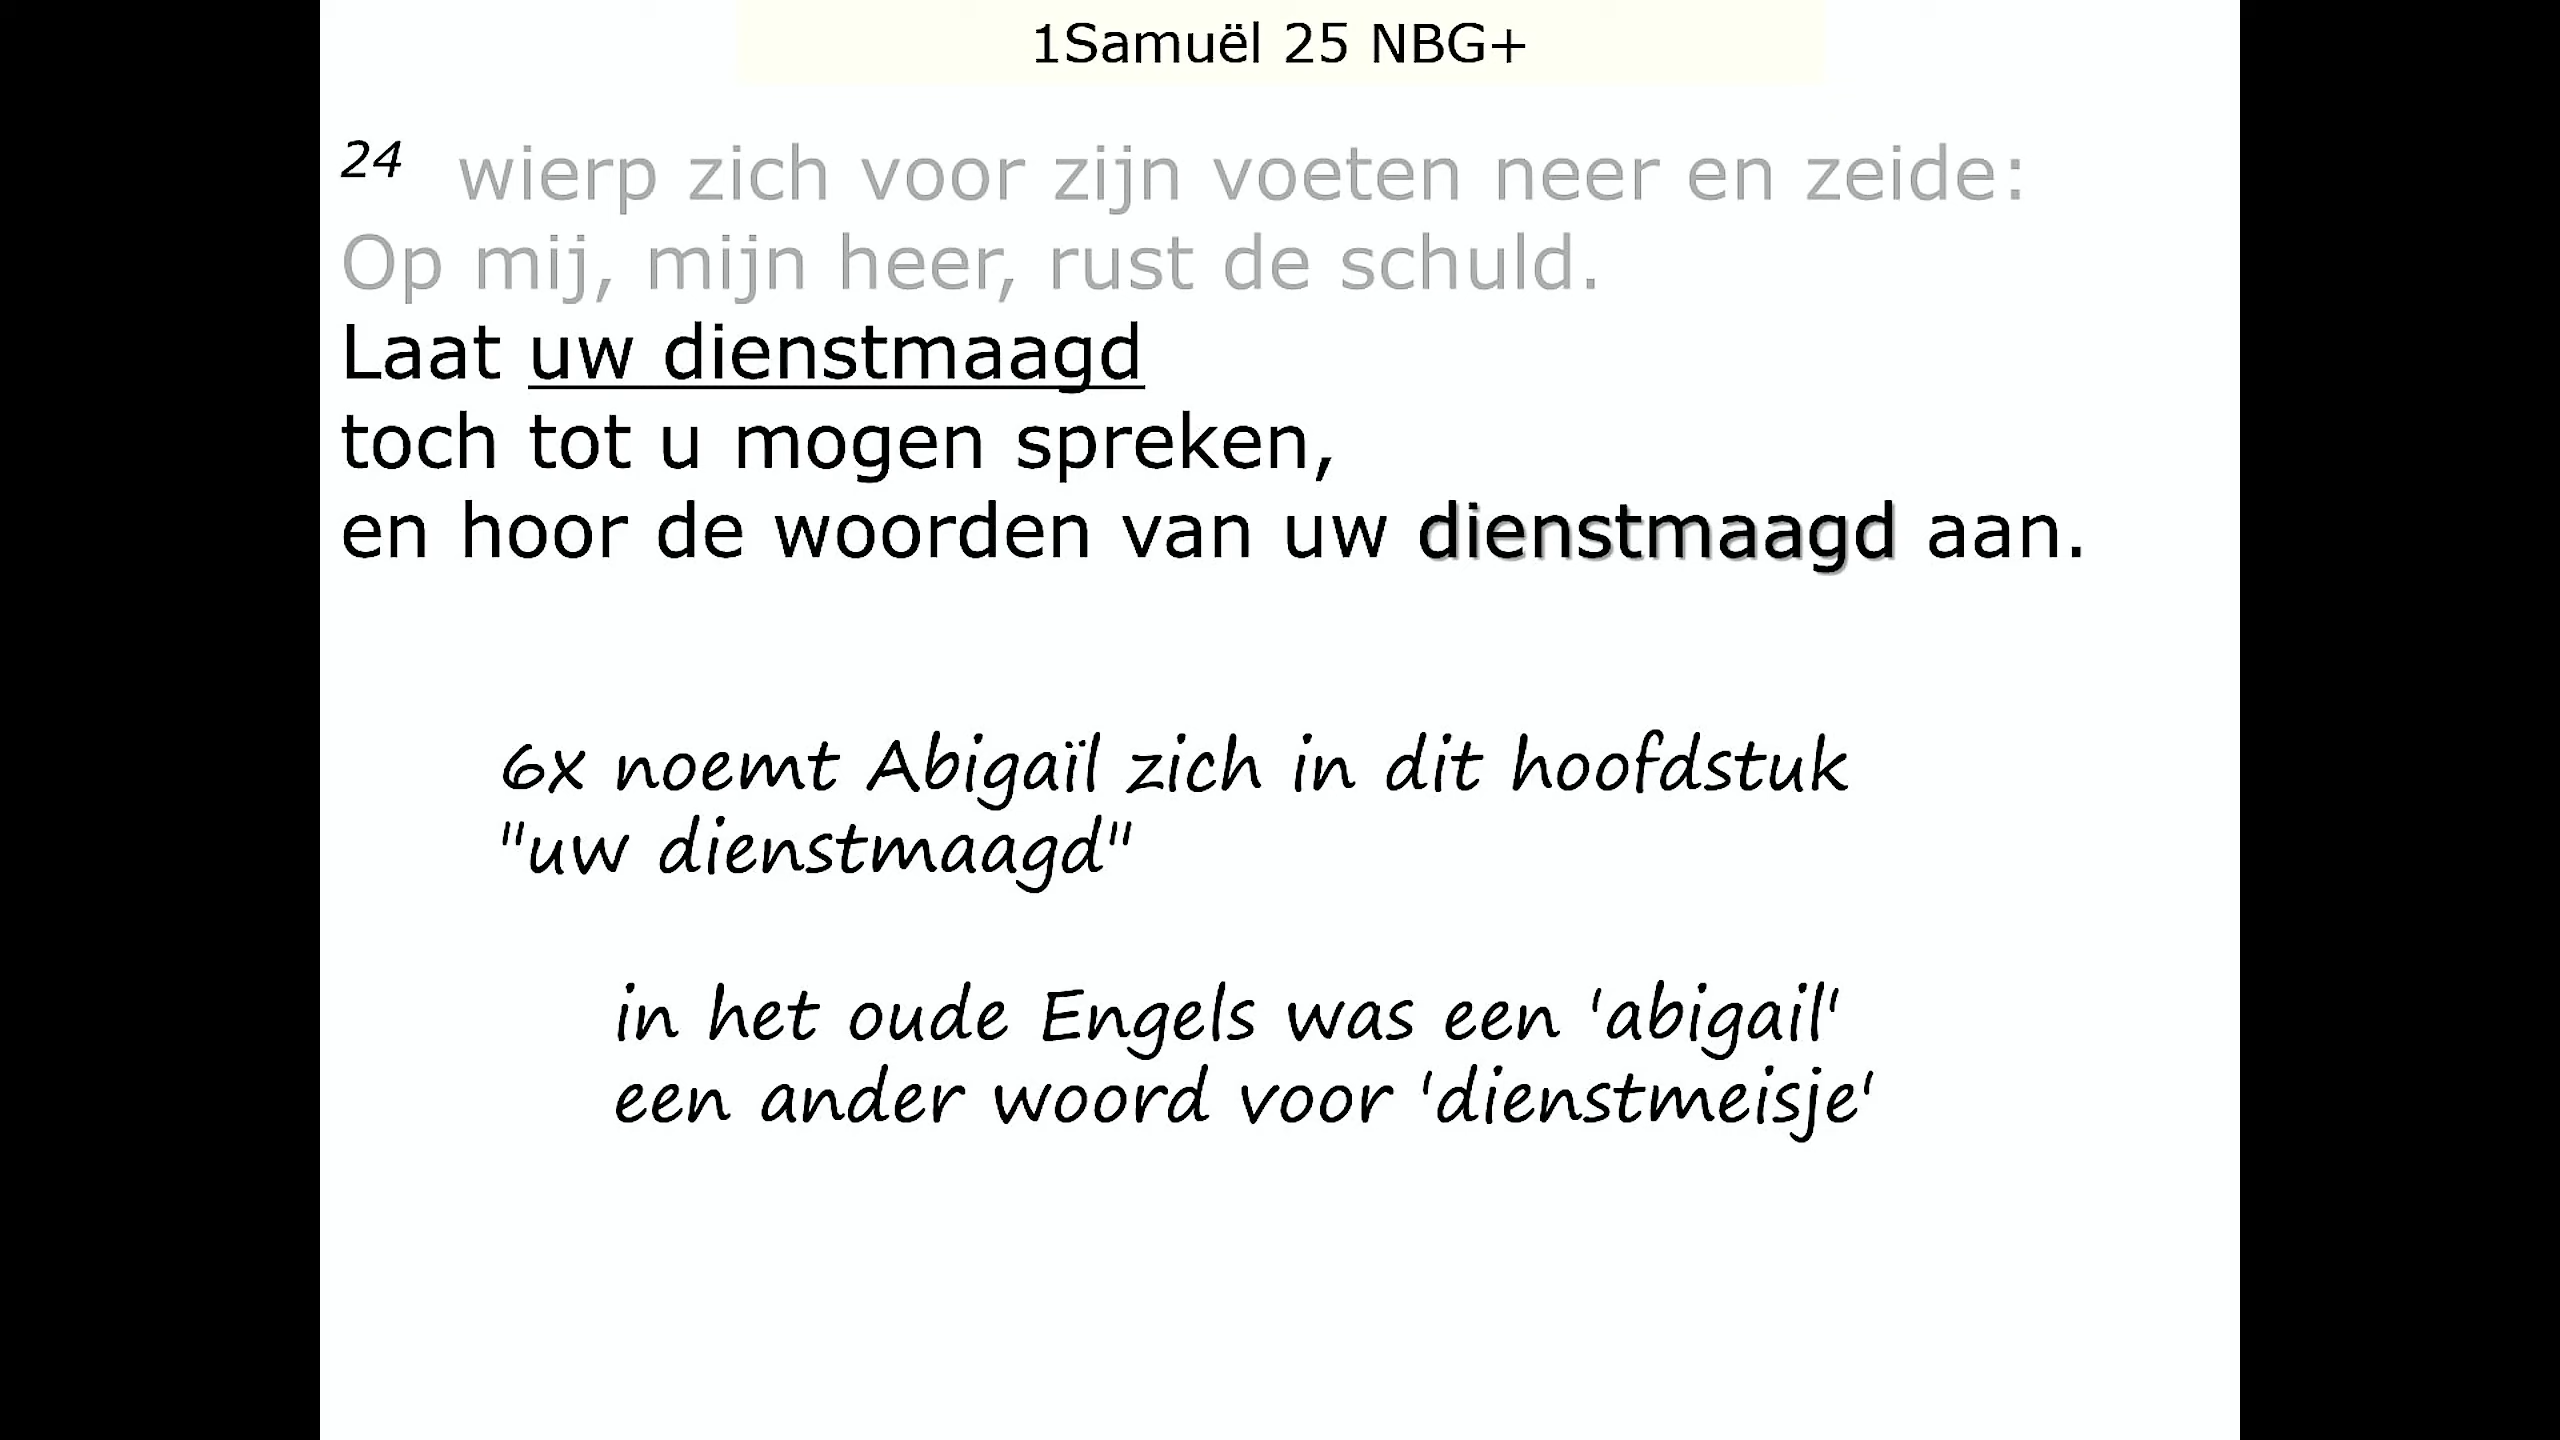 1Samuël 25 NBG+
24 wierp zich voor zijn voeten neer en zeide:
Op mij, mijn heer, rust de schuld.
Laat uw dienstmaagd
toch tot u mogen spreken,
en hoor de woorden van uw dienstmaagd aan.
6x noemt Abigaïl zich in dit hoofdstuk
"uw dienstmaagd"
in het oude Engels was een 'abigail'
een ander woord voor 'dienstmeisje'